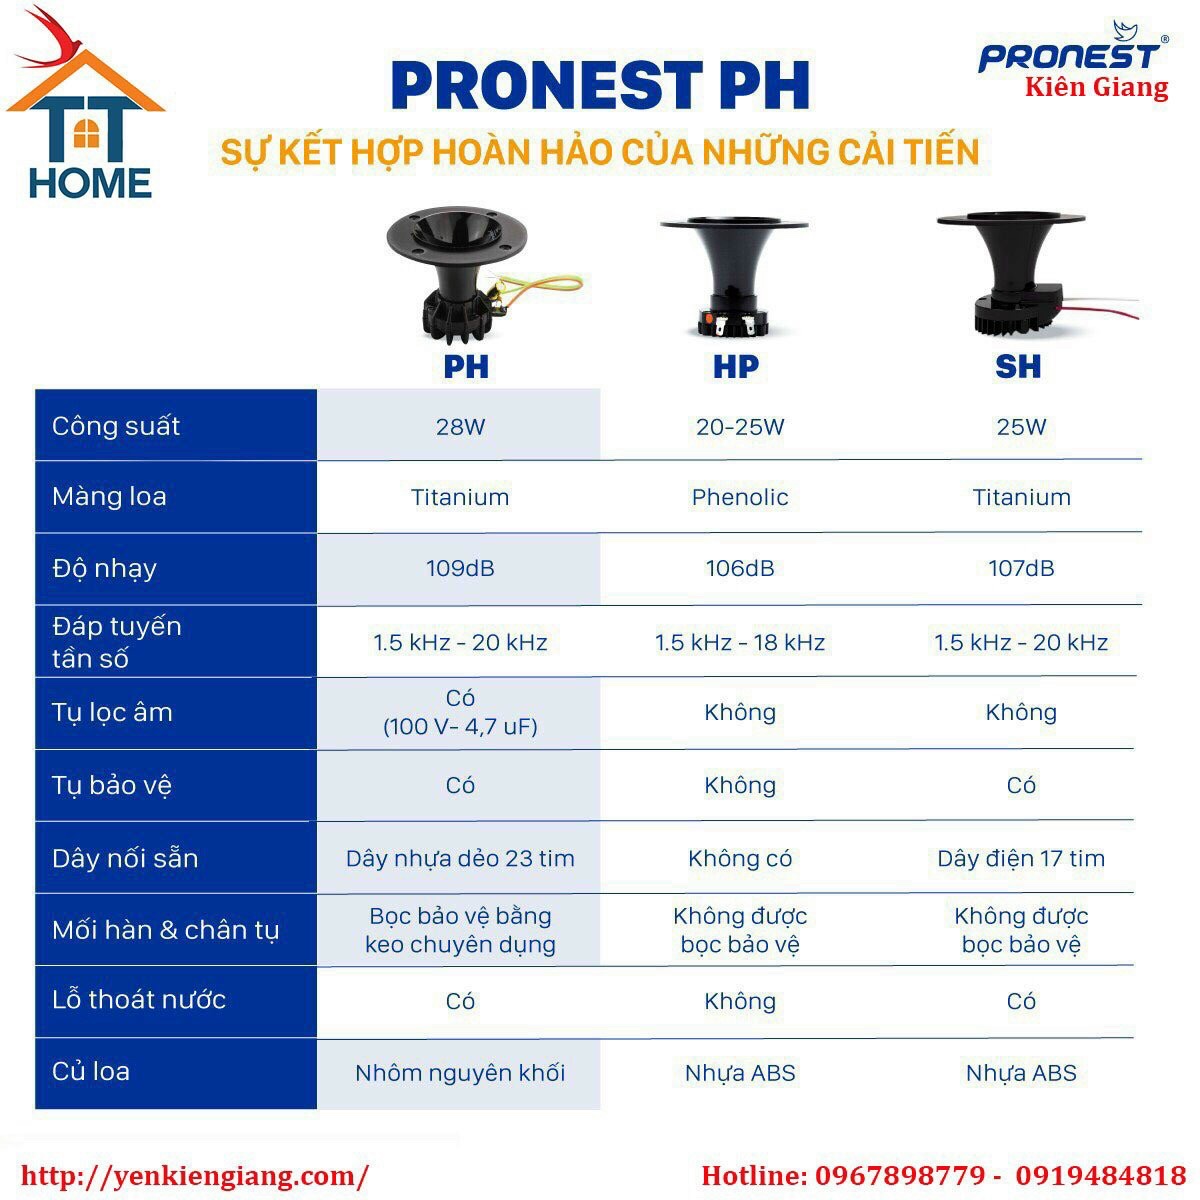 TT
HOME
PRONEST PH
SỰ KẾT HỢP HOÀN HẢO CỦA NHỮNG CẢI TIẾN
PRONEST®
Kiên Giang
PH HP SH
Công suất 28W 20-25W 25W
Màng loa Titanium Phenolic Titanium
Độ nhạy 109dB 106dB 107dB
Đáp tuyến
tần số 1.5 kHz - 20 kHz 1.5 kHz - 18 kHz 1.5 kHz - 20 kHz
Tụ lọc âm Có
(100 V- 4,7 uF) Không Không
Tụ bảo vệ Có Không Có
Dây nối sẵn Dây nhựa dẻo 23 tim Không có Dây điện 17 tim
Mối hàn & chân tụ Bọc bảo vệ bằng
keo chuyên dụng Không được
bọc bảo vệ Không được
bọc bảo vệ
Lỗ thoát nước Có Không Có
Củ loa Nhôm nguyên khối Nhựa ABS Nhựa ABS
http://yenkiengiang.com/ Hotline: 0967898779 - 0919484818